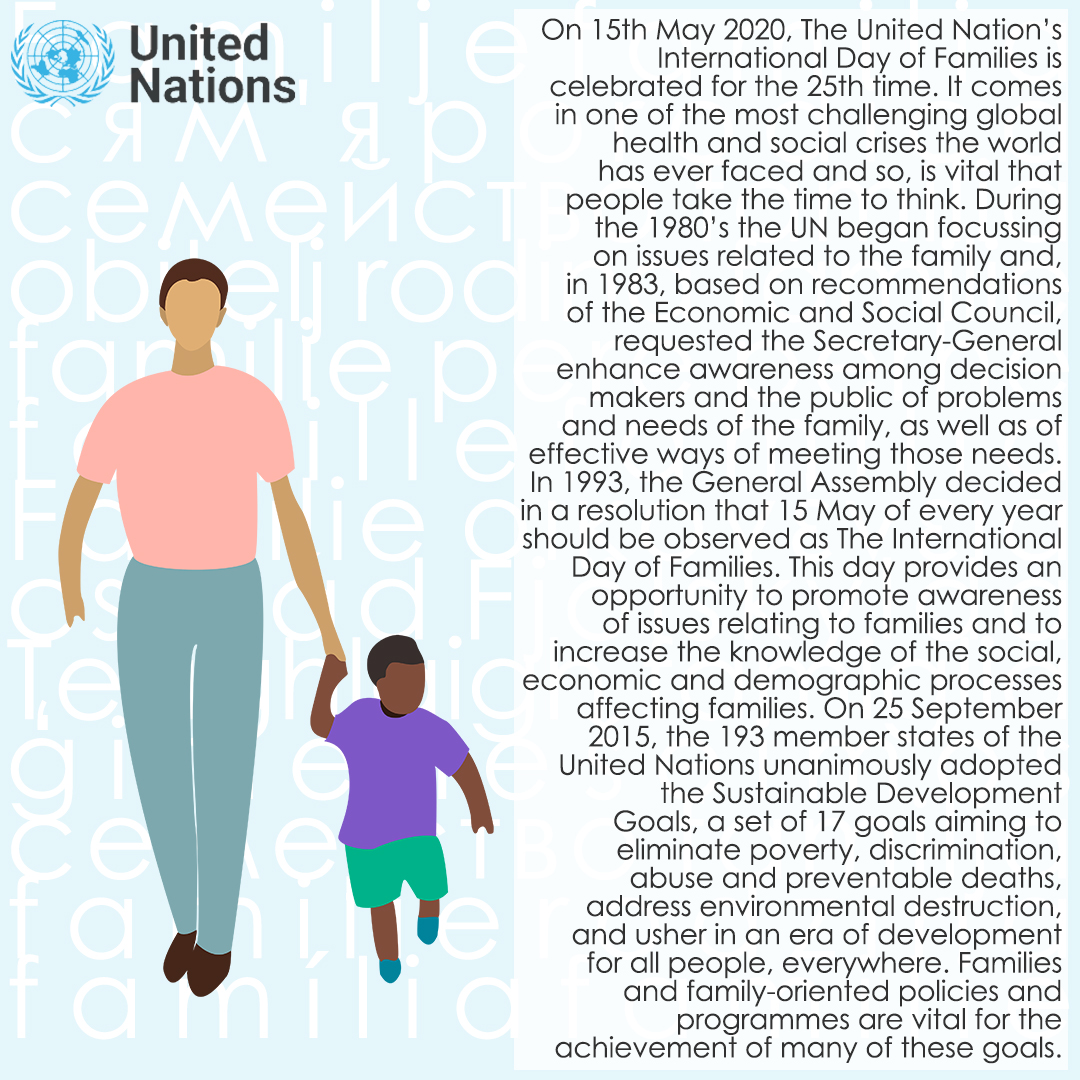 United
Nations
On 15th May 2020, The United Nation’s
International Day of Families is
celebrated for the 25th time. It comes
in one of the most challenging global
health and social crises the world
has ever faced and so, is vital that
people take the time to think. During
the 1980’s the UN began focussing
on issues related to the family and,
in 1983, based on recommendations
of the Economic and Social Council,
requested the Secretary-General
enhance awareness among decision
makers and the public of problems
and needs of the family, as well as of
effective ways of meeting those needs.
In 1993, the General Assembly decided
in a resolution that 15 May of every year
should be observed as The International
Day of Families. This day provides an
opportunity to promote awareness
of issues relating to families and to
increase the knowledge of the social,
economic and demographic processes
affecting families. On 25 September
2015, the 193 member states of the
United Nations unanimously adopted
the Sustainable Development
Goals, a set of 17 goals aiming to
eliminate poverty, discrimination,
abuse and preventable deaths,
address environmental destruction,
and usher in an era of development
for all people, everywhere. Families
and family-oriented policies and
programmes are vital for the
achievement of many of these goals.
сям
семейств
familie
família